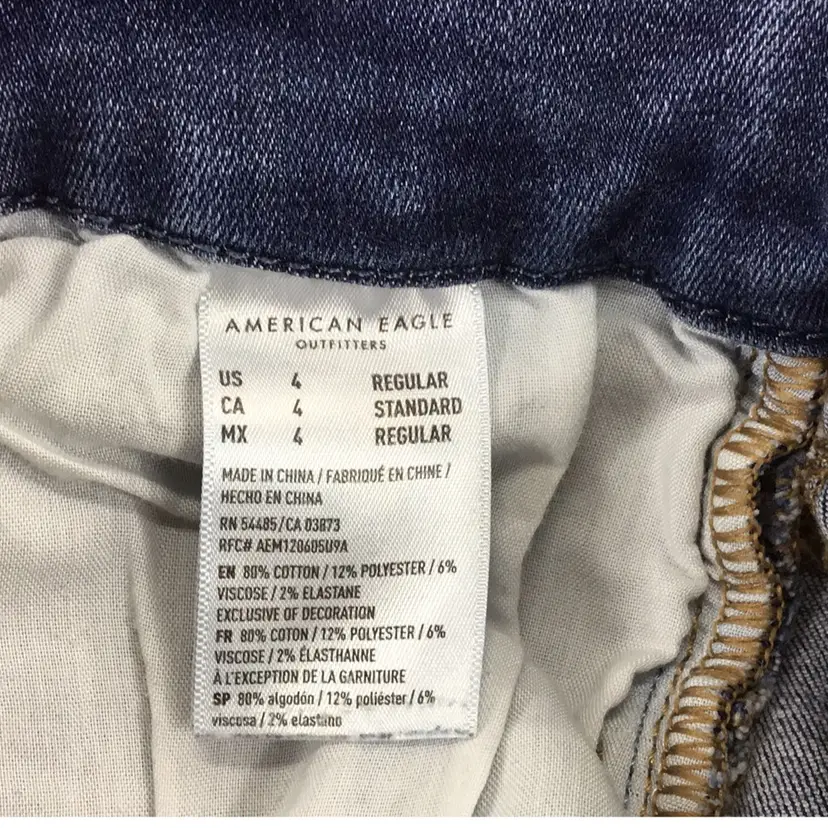 AMERICAN EAGLE
OUTFITTERS
US 4 REGULAR
CA 4 STANDARD
MX 4 REGULAR
MADE IN CHINA / FABRIQUÉ EN CHINE /
HECHO EN CHINA
RN 54485/CA 03873
RFC# AEM120605U9A
EN 80% COTTON / 12% POLYESTER / 6%
VISCOSE / 2% ELASTANE
EXCLUSIVE OF DECORATION
FR 80% COTON / 12% POLYESTER / 6%
VISCOSE / 2% ÉLASTHANNE
À L'EXCEPTION DE LA GARNITURE
SP 80% algodón / 12% poliéster / 6%
viscosa / 2% elastano